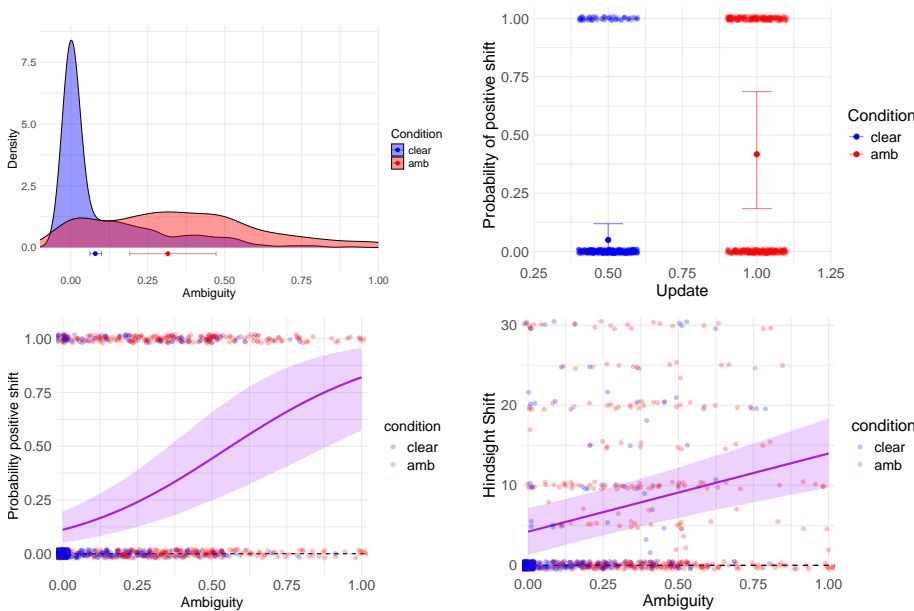 7.5
5.0
2.5
0.0
Density
0.00
0.25
0.50
0.75
1.00
Ambiguity
Condition
clear
amb
1.00
0.75
0.50
0.25
0.00
Probability of positive shift
0.25
0.50
0.75
1.00
1.25
Update
Condition
clear
amb
1.00
0.75
0.50
0.25
0.00
Probability positive shift
0.00
0.25
0.50
0.75
1.00
Ambiguity
condition
clear
amb
30
20
10
0
Hindsight Shift
0.00
0.25
0.50
0.75
1.00
Ambiguity
condition
clear
amb